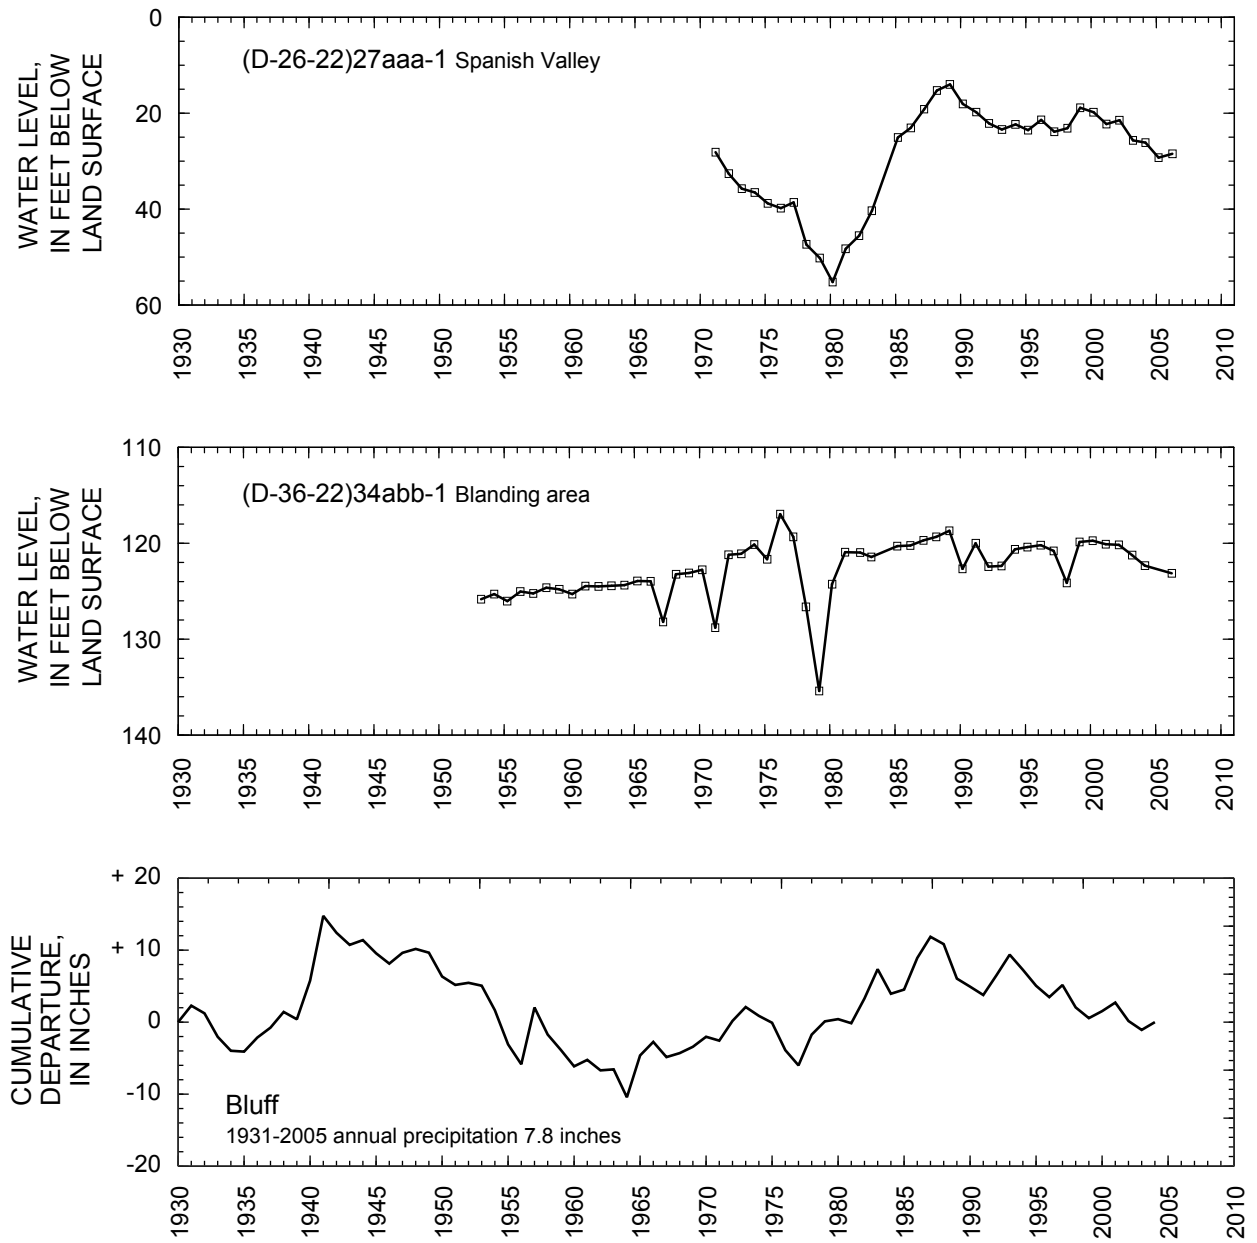 WATER LEVEL,
IN FEET BELOW
LAND SURFACE
0
20
40
60
(D-26-22)27aaa-1 Spanish Valley
1930 1935 1940 1945 1950 1955 1960 1965 1970 1975 1980 1985 1990 1995 2000 2005 2010
WATER LEVEL,
IN FEET BELOW
LAND SURFACE
110
120
130
140
(D-36-22)34abb-1 Blanding area
1930 1935 1940 1945 1950 1955 1960 1965 1970 1975 1980 1985 1990 1995 2000 2005 2010
CUMULATIVE
DEPARTURE,
IN INCHES
+ 20
+ 10
0
-10
-20
Bluff
1931-2005 annual precipitation 7.8 inches
1930 1935 1940 1945 1950 1955 1960 1965 1970 1975 1980 1985 1990 1995 2000 2005 2010